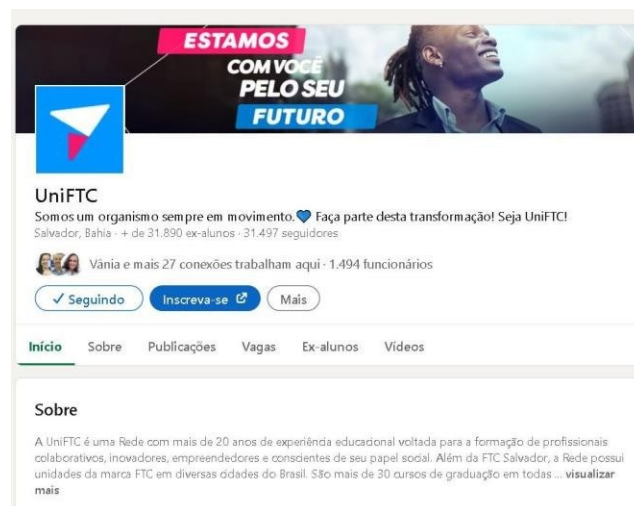 ESTAMOS
COM VOCÊ
PELO SEU
FUTURO
UniFTC
Somos um organismo sempre em movimento.💙 Faça parte desta transformação! Seja UniFTC!
Salvador, Bahia · + de 31.890 ex-alunos · 31.497 seguidores
Vânia e mais 27 conexões trabalham aqui · 1.494 funcionários
✓ Seguindo Inscreva-se Mais
Início Sobre Publicações Vagas Ex-alunos Vídeos
Sobre
A UniFTC é uma Rede com mais de 20 anos de experiência educacional voltada para a formação de profissionais
colaborativos, inovadores, empreendedores e conscientes de seu papel social. Além da FTC Salvador, a Rede possui
unidades da marca FTC em diversas cidades do Brasil. São mais de 30 cursos de graduação em todas ... visualizar
mais